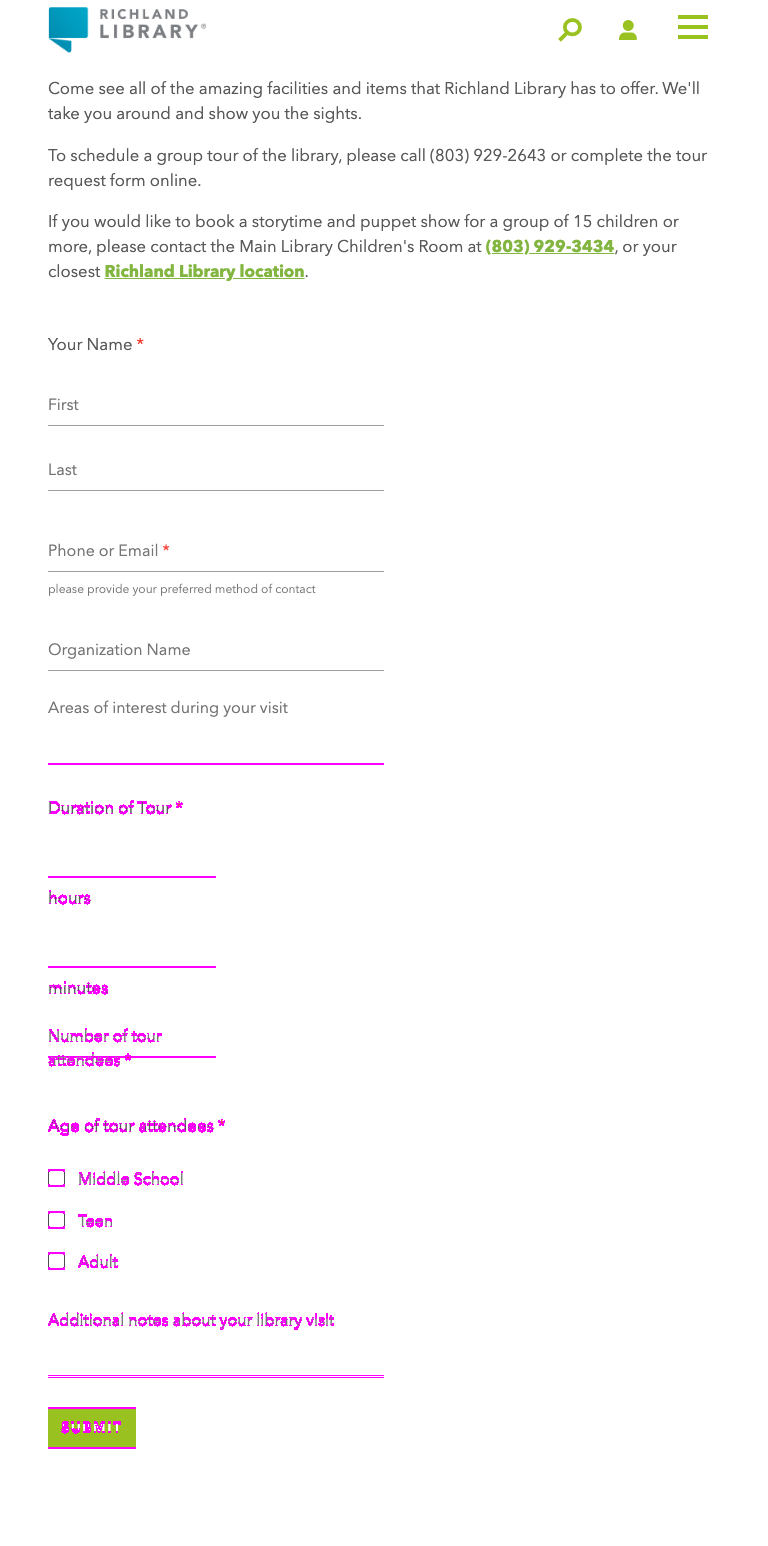 RICHLAND
LIBRARY®
Come see all of the amazing facilities and items that Richland Library has to offer. We'll
take you around and show you the sights.
To schedule a group tour of the library, please call (803) 929-2643 or complete the tour
request form online.
If you would like to book a storytime and puppet show for a group of 15 children or
more, please contact the Main Library Children's Room at (803) 929-3434, or your
closest Richland Library location.
Your Name *
First
Last
Phone or Email *
please provide your preferred method of contact
Organization Name
Areas of interest during your visit
Duration of Tour *
hours
minutes
Number of tour
attendees *
Age of tour attendees *
Middle School
Teen
Adult
Additional notes about your library visit
SUBMIT